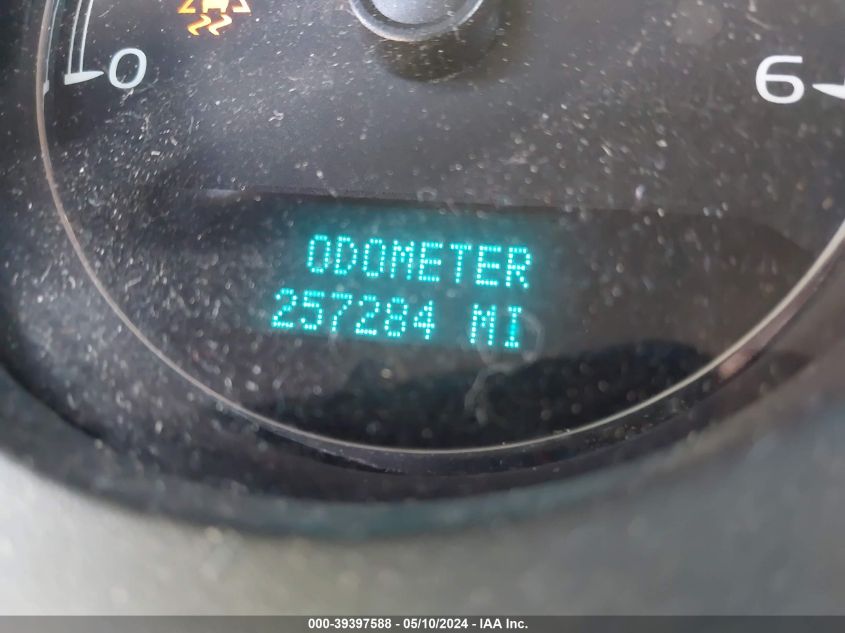 0
6
ODOMETER
257284 MI
000-39397588 - 05/10/2024 - IAA Inc.